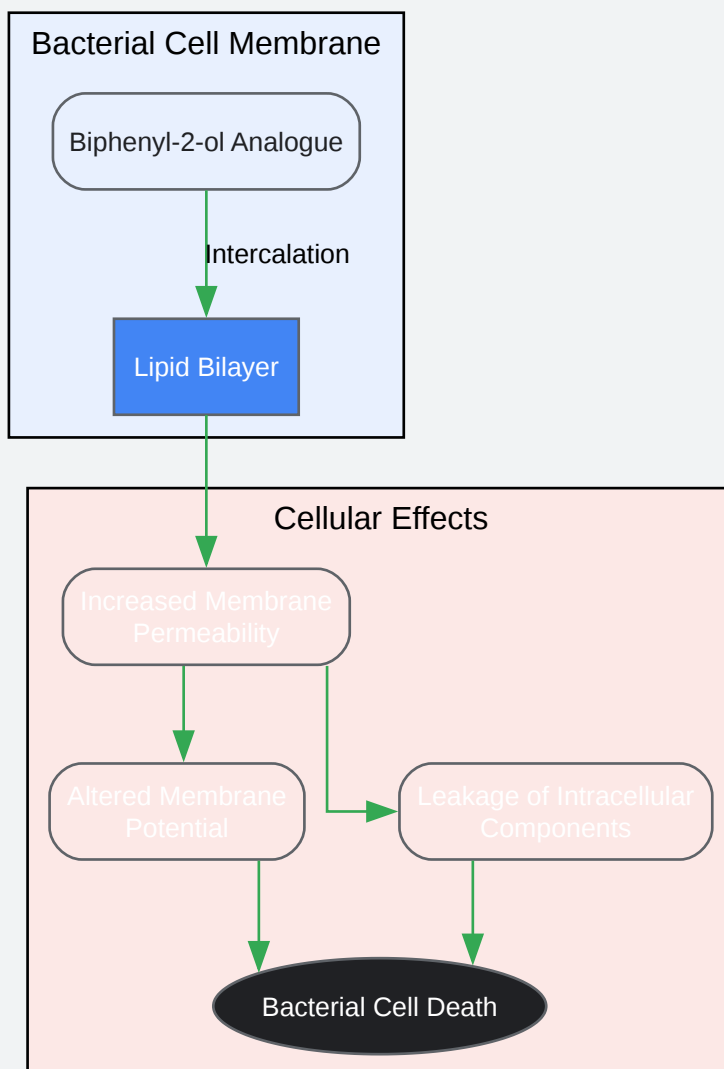 Bacterial Cell Membrane
Biphenyl-2-ol Analogue
Intercalation
Lipid Bilayer
Cellular Effects
Increased Membrane
Permeability
Altered Membrane
Potential
Leakage of Intracellular
Components
Bacterial Cell Death